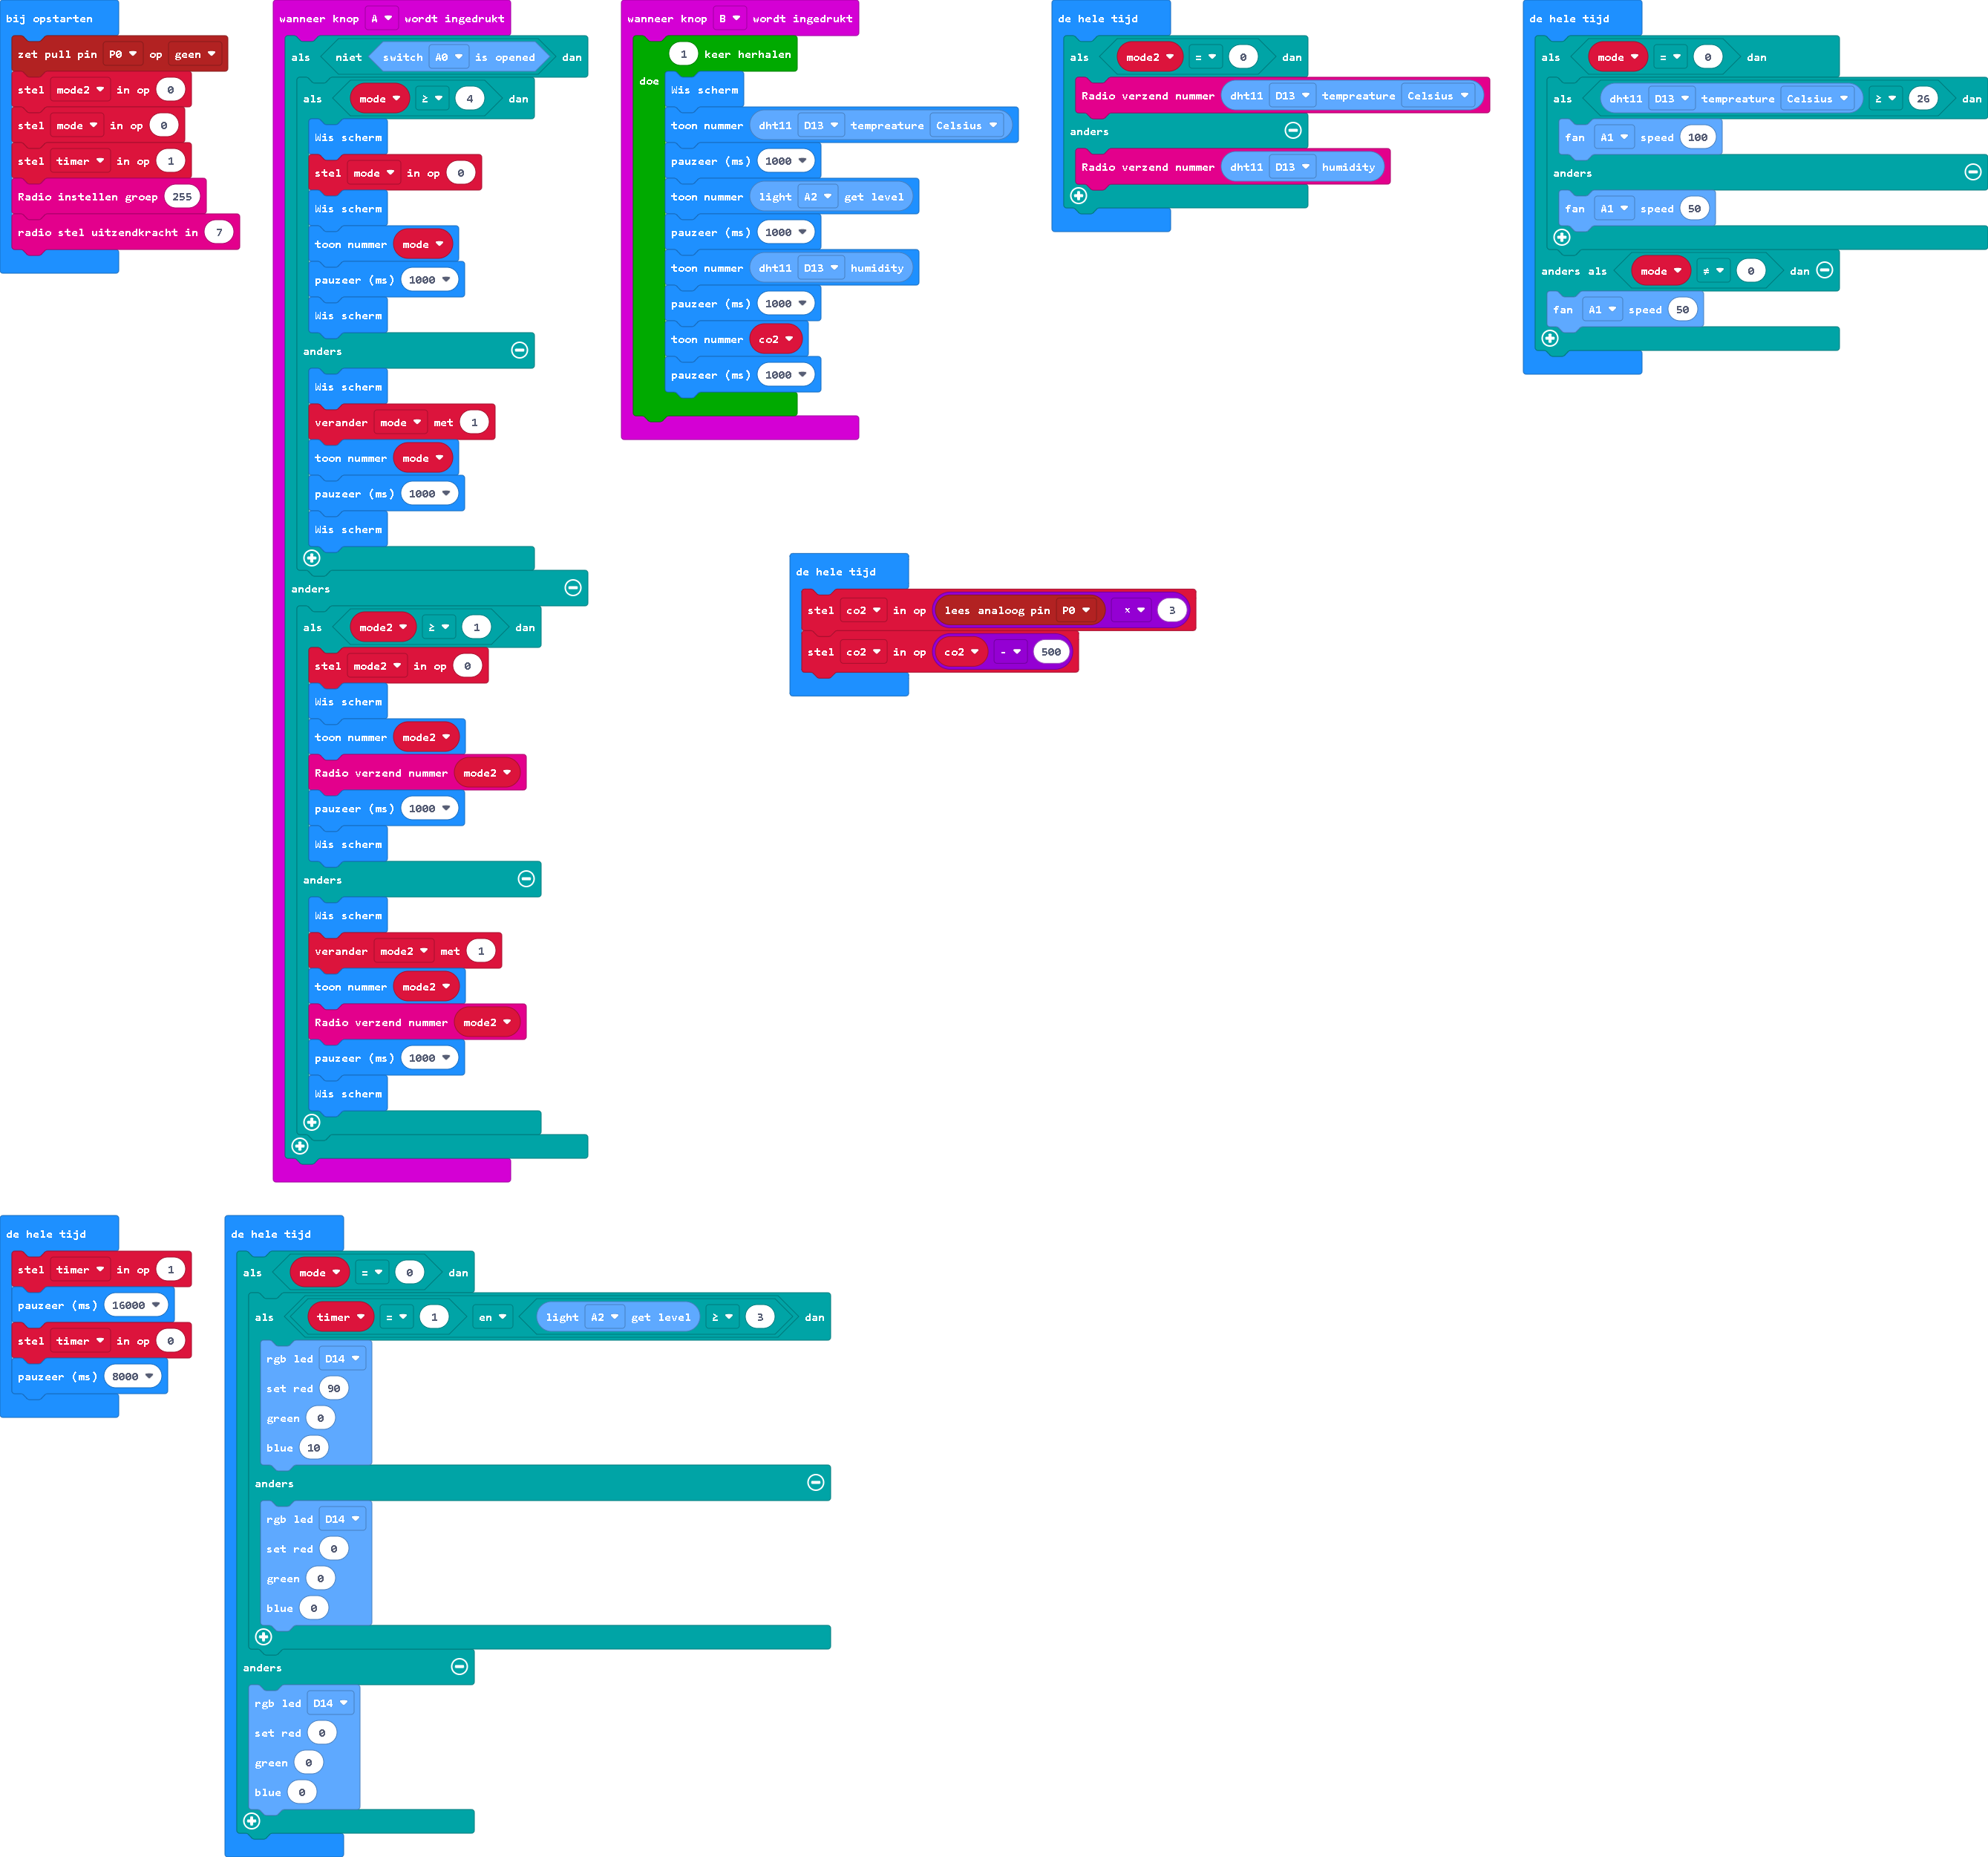 bij opstarten
zet pull pin P0 op geen
stel mode2 in op 0
stel mode in op 0
stel timer in op 1
Radio instellen groep 255
radio stel uitzendkracht in 7
wanneer knop A wordt ingedrukt
als niet switch A0 is opened dan
als mode ≥ 4 dan
Wis scherm
stel mode in op 0
Wis scherm
toon nummer mode
pauzeer (ms) 1000
Wis scherm
anders
Wis scherm
verander mode met 1
toon nummer mode
pauzeer (ms) 1000
Wis scherm
anders
als mode2 ≥ 1 dan
stel mode2 in op 0
Wis scherm
toon nummer mode2
Radio verzend nummer mode2
pauzeer (ms) 1000
Wis scherm
anders
Wis scherm
verander mode2 met 1
toon nummer mode2
Radio verzend nummer mode2
pauzeer (ms) 1000
Wis scherm
wanneer knop B wordt ingedrukt
1 keer herhalen
doe
Wis scherm
toon nummer dht11 D13 tempreature Celsius
pauzeer (ms) 1000
toon nummer light A2 get level
pauzeer (ms) 1000
toon nummer dht11 D13 humidity
pauzeer (ms) 1000
toon nummer co2
pauzeer (ms) 1000
de hele tijd
als mode2 = 0 dan
Radio verzend nummer dht11 D13 tempreature Celsius
anders
Radio verzend nummer dht11 D13 humidity
de hele tijd
als mode = 0 dan
als dht11 D13 tempreature Celsius ≥ 26 dan
fan A1 speed 100
anders
fan A1 speed 50
anders als mode ≠ 0 dan
fan A1 speed 50
de hele tijd
stel co2 in op lees analoog pin P0 × 3
stel co2 in op co2 - 500
de hele tijd
stel timer in op 1
pauzeer (ms) 16000
stel timer in op 0
pauzeer (ms) 8000
de hele tijd
als mode = 0 dan
als timer = 1 en light A2 get level ≥ 3 dan
rgb led D14
set red 90
green 0
blue 10
anders
rgb led D14
set red 0
green 0
blue 0
anders
rgb led D14
set red 0
green 0
blue 0